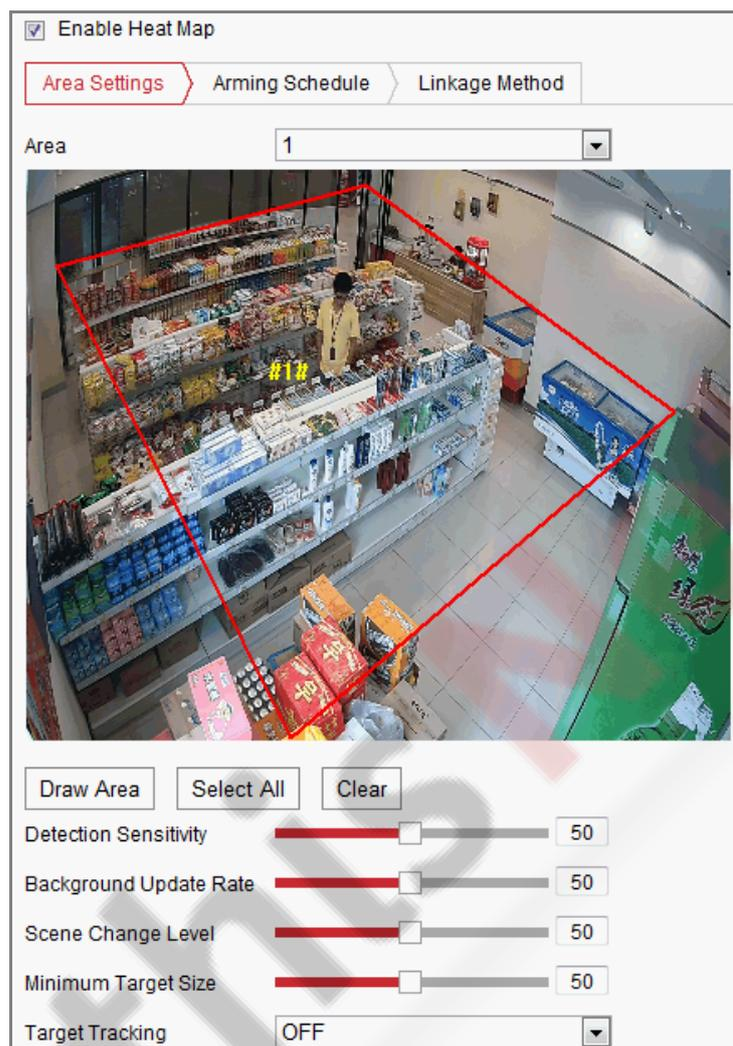 Enable Heat Map
Area Settings Arming Schedule Linkage Method
Area 1
#1#
Draw Area Select All Clear
Detection Sensitivity 50
Background Update Rate 50
Scene Change Level 50
Minimum Target Size 50
Target Tracking OFF